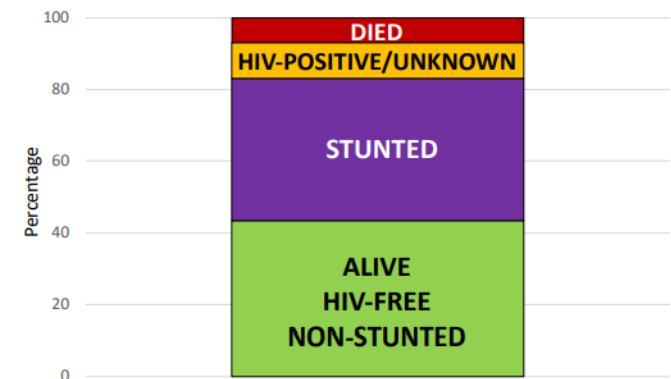 100
DIED
HIV-POSITIVE/UNKNOWN
80
STUNTED
60
Percentage
40
ALIVE
HIV-FREE
20
NON-STUNTED
0